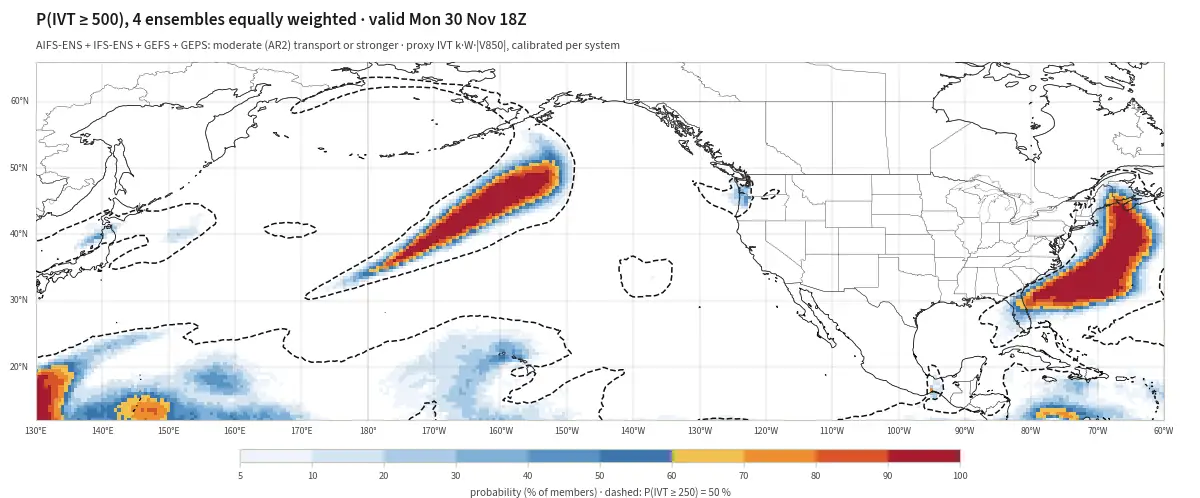 P(IVT ≥ 500), 4 ensembles equally weighted · valid Mon 30 Nov 18Z
AIFS-ENS + IFS-ENS + GEFS + GEPS: moderate (AR2) transport or stronger · proxy IVT k·W·|V850|, calibrated per system
60°N
50°N
40°N
30°N
20°N
130°E 140°E 150°E 160°E 170°E 180° 170°W 160°W 150°W 140°W 130°W 120°W 110°W 100°W 90°W 80°W 70°W 60°W
5 10 20 30 40 50 60 70 80 90 100
probability (% of members) · dashed: P(IVT ≥ 250) = 50 %